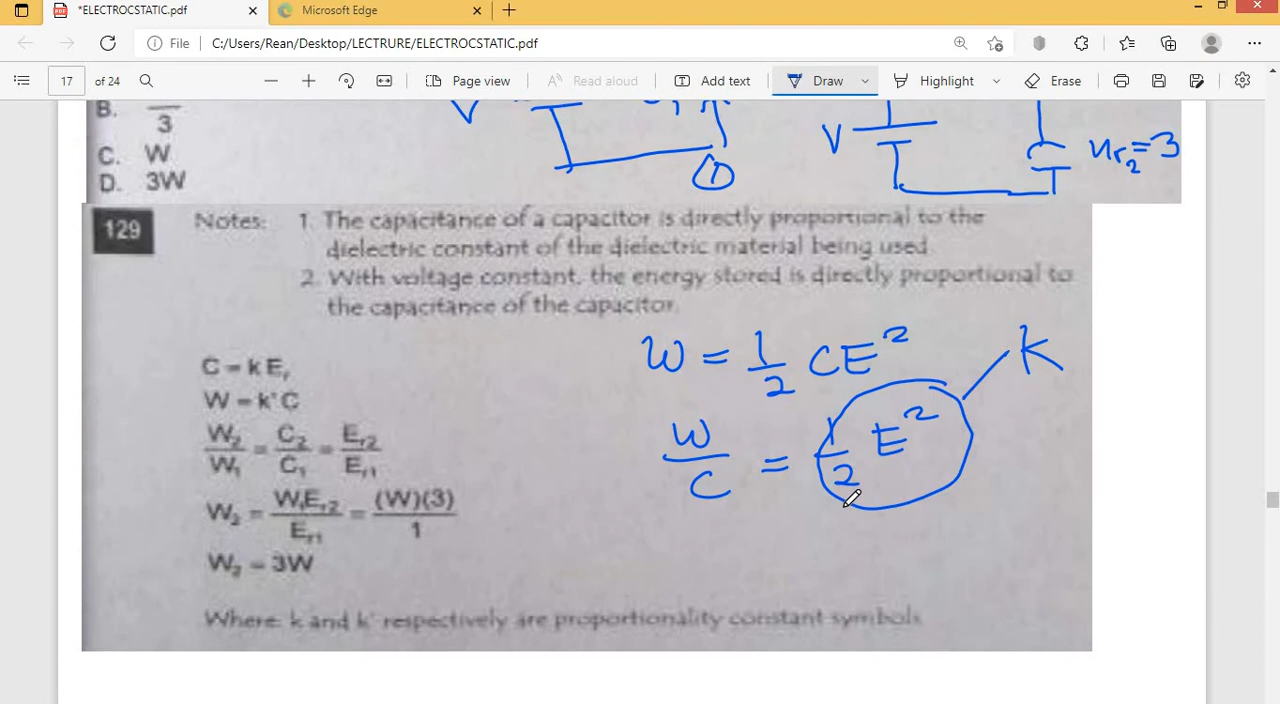 *ELECTROCSTATIC.pdf
Microsoft Edge
File C:/Users/Rean/Desktop/LECTRURE/ELECTROCSTATIC.pdf
17 of 24 Page view Read aloud Add text Draw Highlight Erase
B. 3
C. W
D. 3W
V 1
V ur₂=3
129 Notes: 1. The capacitance of a capacitor is directly proportional to the
dielectric constant of the dielectric material being used.
2. With voltage constant, the energy stored is directly proportional to
the capacitance of the capacitor.
W = 1/2 CE² K
W/C = 1/2 E²
C = k Eᵣ
W = k' C
W₂/W₁ = C₂/C₁ = Eᵣ₂/Eᵣ₁
W₂ = W₁Eᵣ₂/Eᵣ₁ = (W)(3)/1
W₂ = 3W
Where: k and k' respectively are proportionality constant symbols